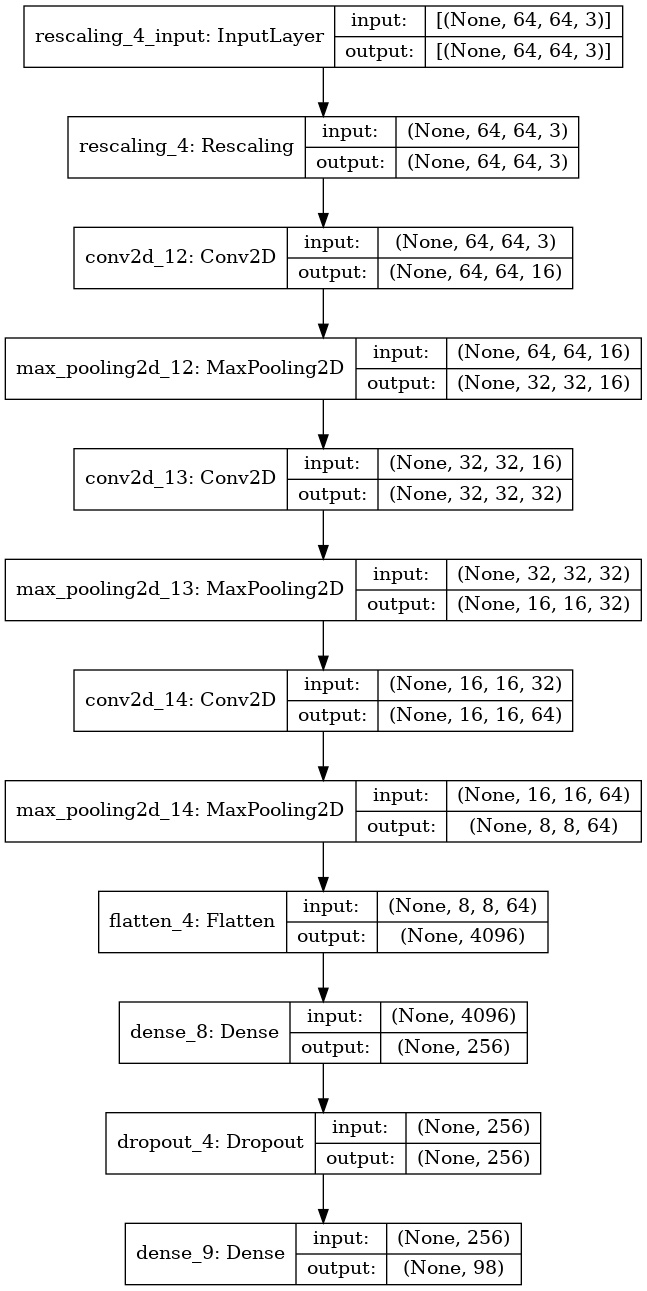 rescaling_4_input: InputLayer
input:
[(None, 64, 64, 3)]
output:
[(None, 64, 64, 3)]
rescaling_4: Rescaling
input:
(None, 64, 64, 3)
output:
(None, 64, 64, 3)
conv2d_12: Conv2D
input:
(None, 64, 64, 3)
output:
(None, 64, 64, 16)
max_pooling2d_12: MaxPooling2D
input:
(None, 64, 64, 16)
output:
(None, 32, 32, 16)
conv2d_13: Conv2D
input:
(None, 32, 32, 16)
output:
(None, 32, 32, 32)
max_pooling2d_13: MaxPooling2D
input:
(None, 32, 32, 32)
output:
(None, 16, 16, 32)
conv2d_14: Conv2D
input:
(None, 16, 16, 32)
output:
(None, 16, 16, 64)
max_pooling2d_14: MaxPooling2D
input:
(None, 16, 16, 64)
output:
(None, 8, 8, 64)
flatten_4: Flatten
input:
(None, 8, 8, 64)
output:
(None, 4096)
dense_8: Dense
input:
(None, 4096)
output:
(None, 256)
dropout_4: Dropout
input:
(None, 256)
output:
(None, 256)
dense_9: Dense
input:
(None, 256)
output:
(None, 98)